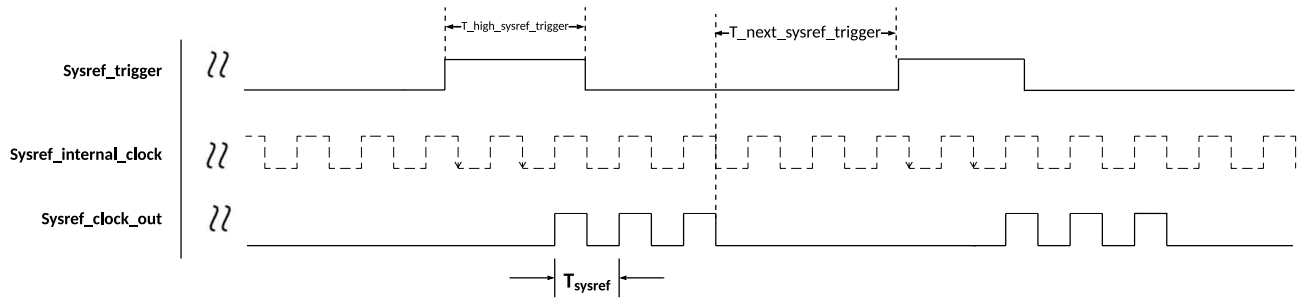 T_high_sysref_trigger
T_next_sysref_trigger
Sysref_trigger
Sysref_internal_clock
Sysref_clock_out
Tsysref